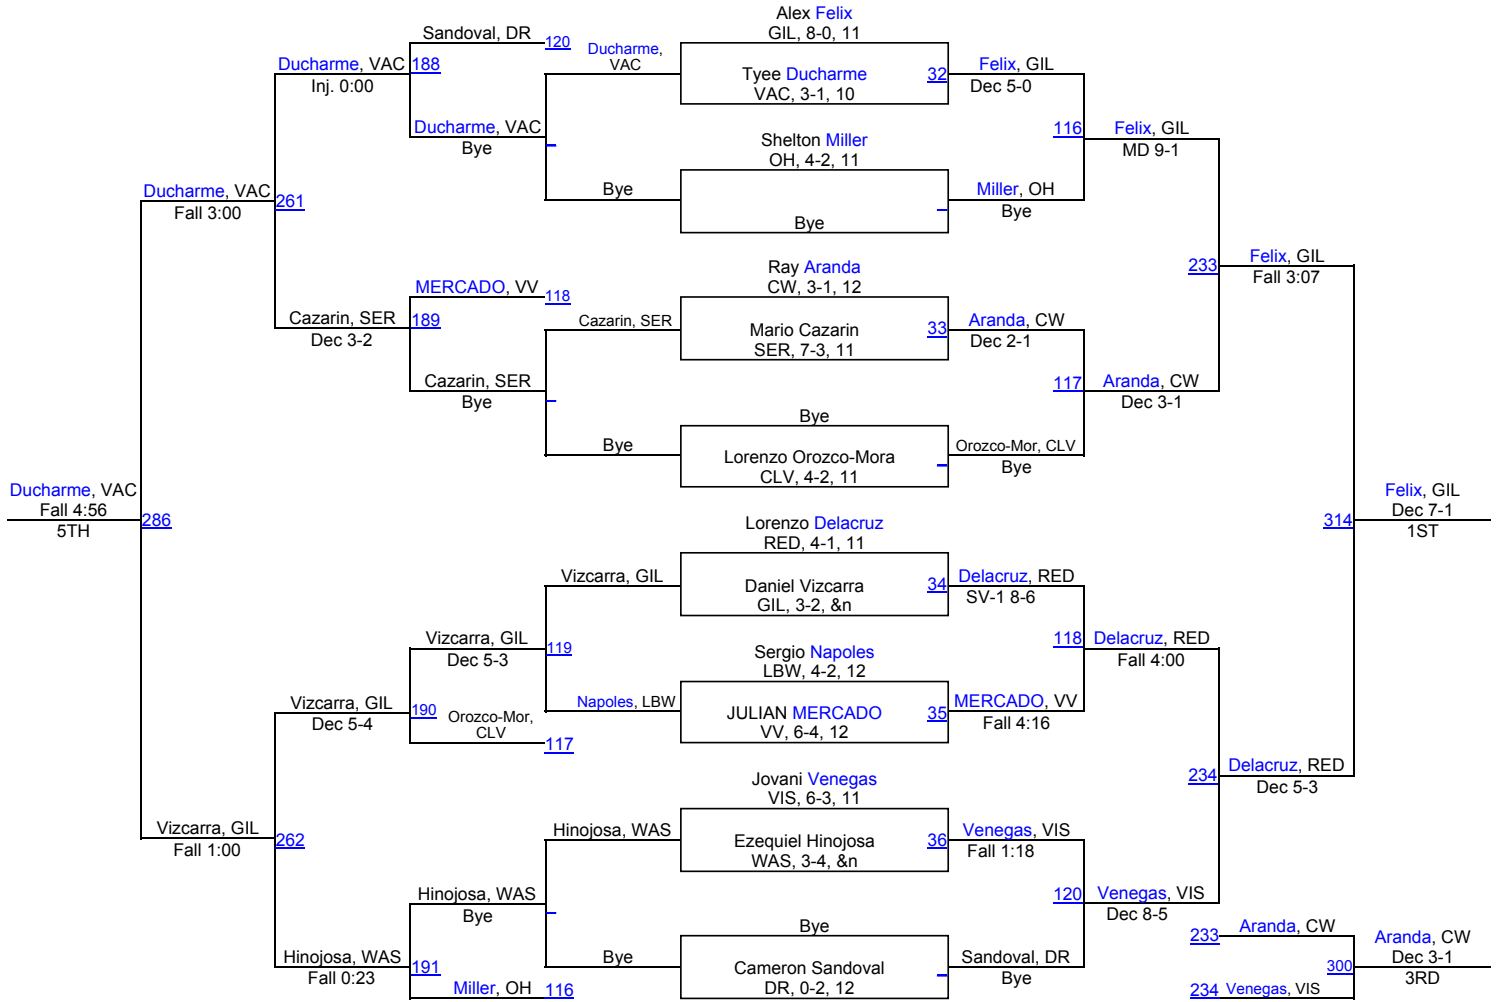 Alex Felix
GIL, 8-0, 11
Sandoval, DR
120
Ducharme,
VAC
Ducharme, VAC
188
Inj. 0:00
Tyee Ducharme
VAC, 3-1, 10
32
Felix, GIL
Dec 5-0
Ducharme, VAC
Bye
116
Felix, GIL
MD 9-1
Shelton Miller
OH, 4-2, 11
Ducharme, VAC
Fall 3:00
261
Bye
Bye
Miller, OH
Bye
Ray Aranda
CW, 3-1, 12
233
Felix, GIL
Fall 3:07
MERCADO, VV
118
Cazarin, SER
Dec 3-2
189
Cazarin, SER
Mario Cazarin
SER, 7-3, 11
33
Aranda, CW
Dec 2-1
Cazarin, SER
Bye
117
Aranda, CW
Dec 3-1
Bye
Bye
Lorenzo Orozco-Mora
CLV, 4-2, 11
Orozco-Mor, CLV
Bye
Ducharme, VAC
Fall 4:56
5TH
286
314
Felix, GIL
Dec 7-1
1ST
Lorenzo Delacruz
RED, 4-1, 11
Vizcarra, GIL
Daniel Vizcarra
GIL, 3-2, &n
34
Delacruz, RED
SV-1 8-6
Vizcarra, GIL
Dec 5-3
119
118
Delacruz, RED
Fall 4:00
Sergio Napoles
LBW, 4-2, 12
Vizcarra, GIL
Dec 5-4
190
Orozco-Mor,
CLV
117
Napoles, LBW
JULIAN MERCADO
VV, 6-4, 12
35
MERCADO, VV
Fall 4:16
Jovani Venegas
VIS, 6-3, 11
234
Delacruz, RED
Dec 5-3
Vizcarra, GIL
Fall 1:00
262
Hinojosa, WAS
Ezequiel Hinojosa
WAS, 3-4, &n
36
Venegas, VIS
Fall 1:18
Hinojosa, WAS
Bye
120
Venegas, VIS
Dec 8-5
Bye
Hinojosa, WAS
Fall 0:23
191
Bye
Cameron Sandoval
DR, 0-2, 12
Sandoval, DR
Bye
Miller, OH
116
233
Aranda, CW
300
Aranda, CW
Dec 3-1
3RD
234
Venegas, VIS